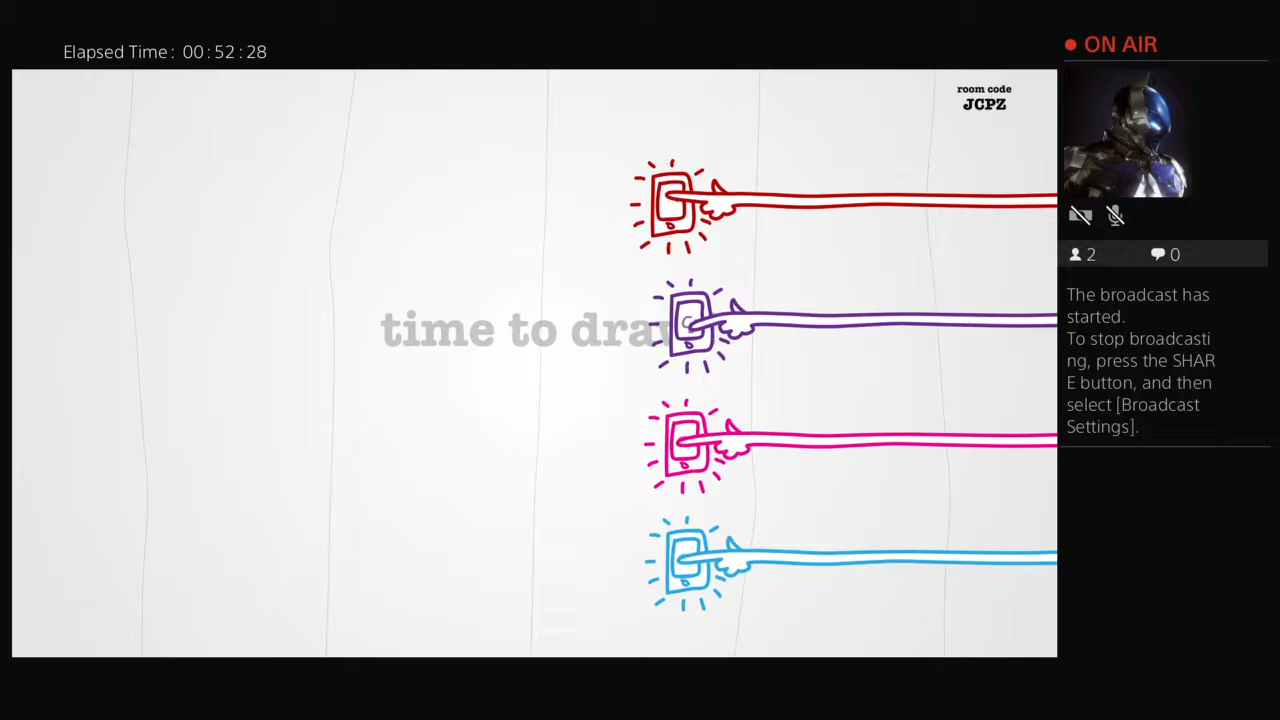 Elapsed Time: 00:52:28
ON AIR
room code
JCPZ
time to draw
2
0
The broadcast has
started.
To stop broadcasti
ng, press the SHAR
E button, and then
select [Broadcast
Settings].